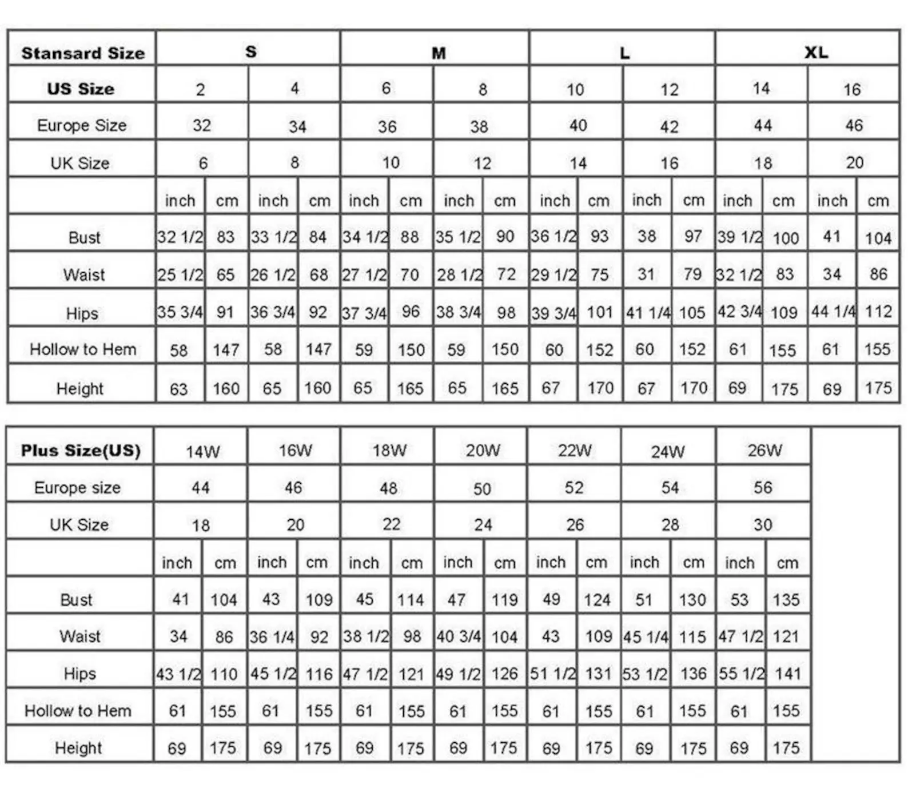 Stansard Size S M L XL
US Size 2 4 6 8 10 12 14 16
Europe Size 32 34 36 38 40 42 44 46
UK Size 6 8 10 12 14 16 18 20
inch cm inch cm inch cm inch cm inch cm inch cm inch cm inch cm
Bust 32 1/2 83 33 1/2 84 34 1/2 88 35 1/2 90 36 1/2 93 38 97 39 1/2 100 41 104
Waist 25 1/2 65 26 1/2 68 27 1/2 70 28 1/2 72 29 1/2 75 31 79 32 1/2 83 34 86
Hips 35 3/4 91 36 3/4 92 37 3/4 96 38 3/4 98 39 3/4 101 41 1/4 105 42 3/4 109 44 1/4 112
Hollow to Hem 58 147 58 147 59 150 59 150 60 152 60 152 61 155 61 155
Height 63 160 65 160 65 165 65 165 67 170 67 170 69 175 69 175
Plus Size(US) 14W 16W 18W 20W 22W 24W 26W
Europe size 44 46 48 50 52 54 56
UK Size 18 20 22 24 26 28 30
inch cm inch cm inch cm inch cm inch cm inch cm inch cm
Bust 41 104 43 109 45 114 47 119 49 124 51 130 53 135
Waist 34 86 36 1/4 92 38 1/2 98 40 3/4 104 43 109 45 1/4 115 47 1/2 121
Hips 43 1/2 110 45 1/2 116 47 1/2 121 49 1/2 126 51 1/2 131 53 1/2 136 55 1/2 141
Hollow to Hem 61 155 61 155 61 155 61 155 61 155 61 155 61 155
Height 69 175 69 175 69 175 69 175 69 175 69 175 69 175